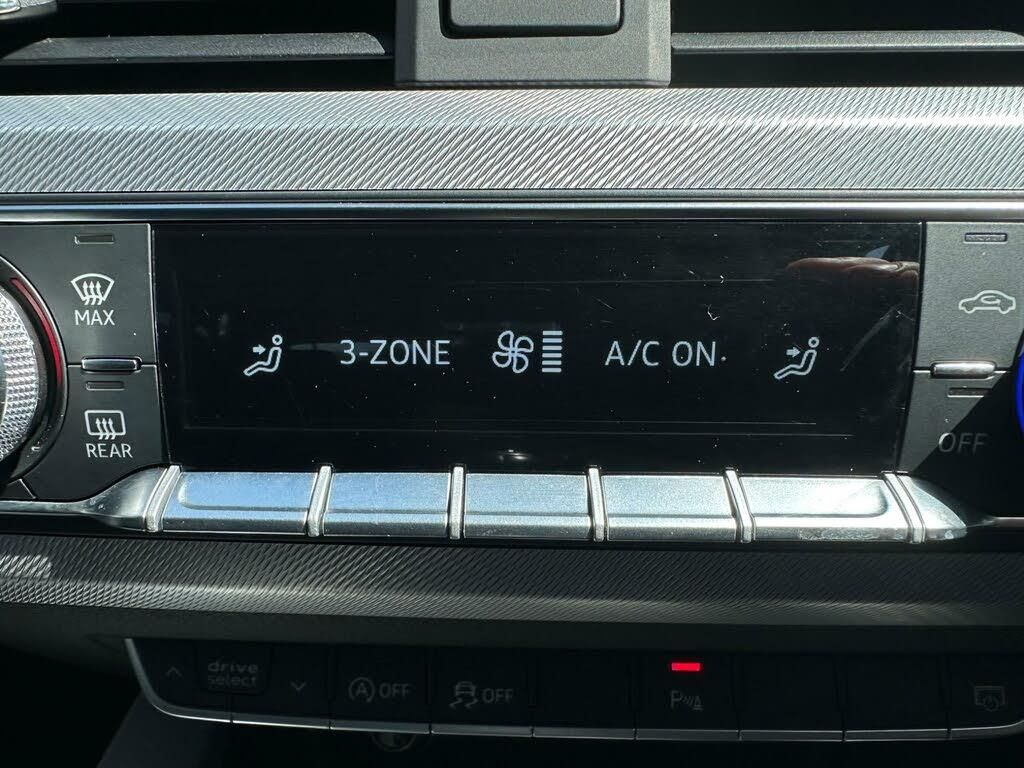 MAX
REAR
3-ZONE
A/C ON
OFF
drive
select
A OFF
OFF
P